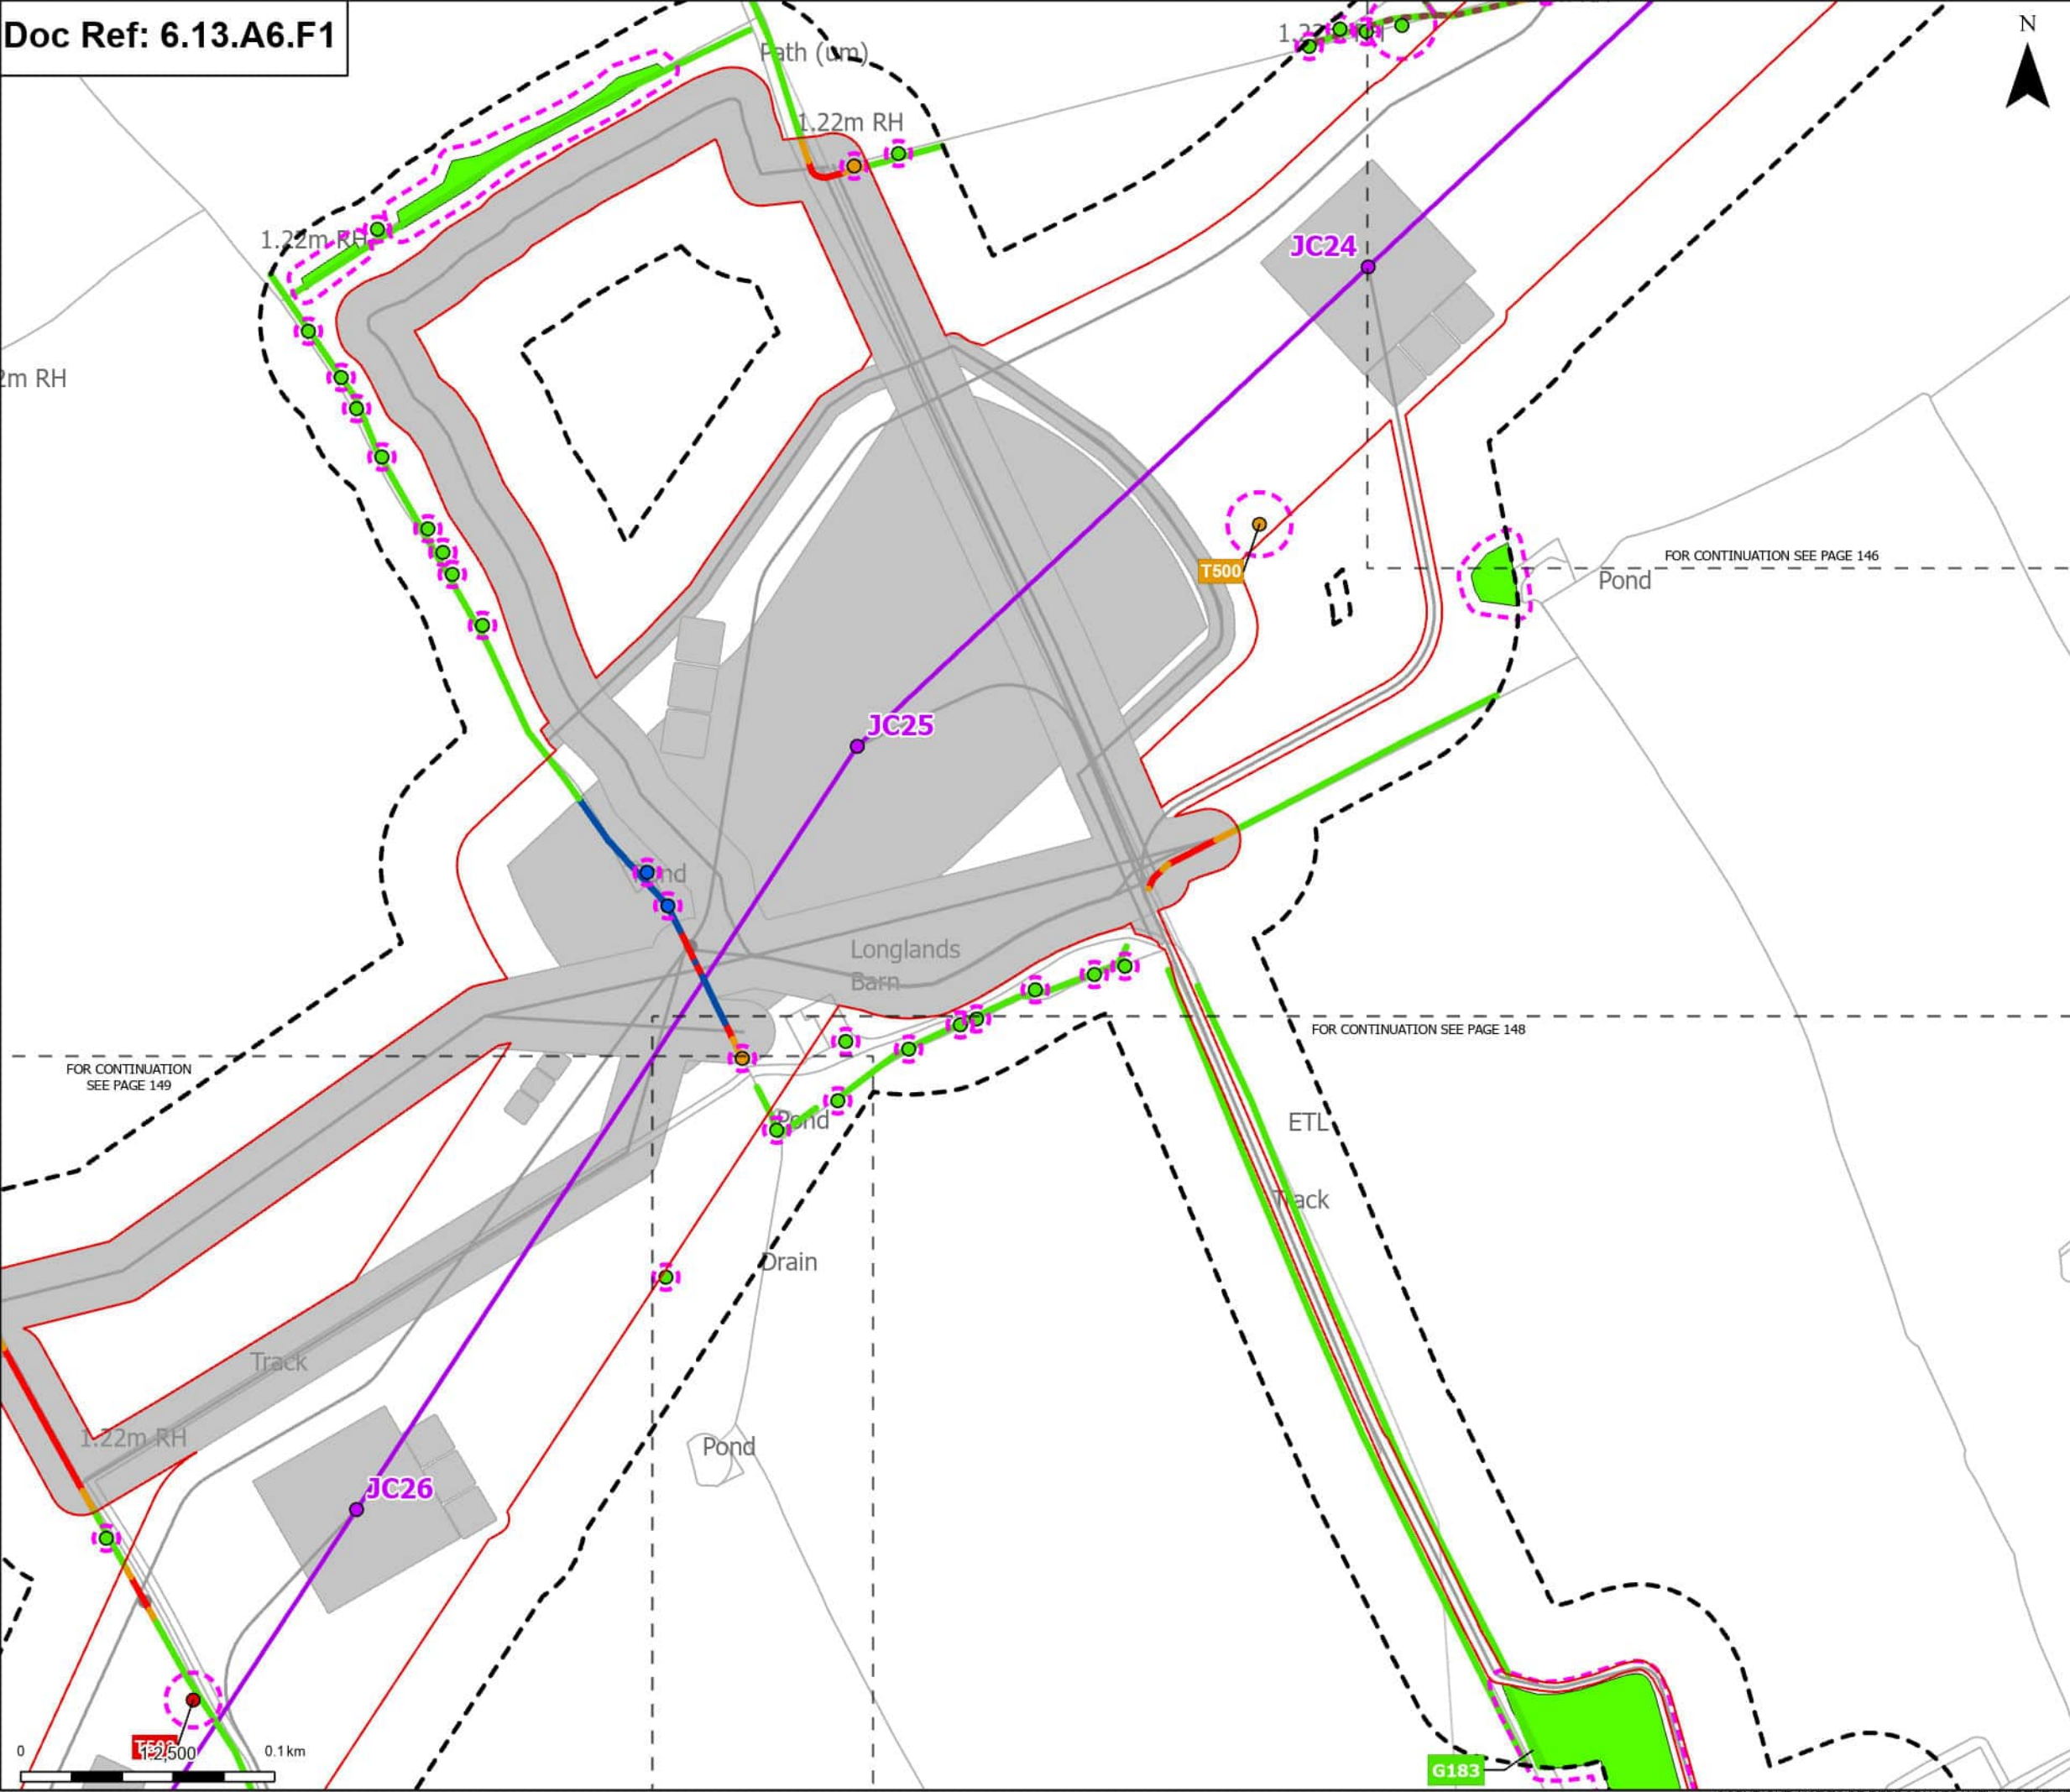 Doc Ref: 6.13.A6.F1
N
Path (um)
1.22m RH
1.22m RH
JC24
2m RH
FOR CONTINUATION SEE PAGE 146
T500
Pond
JC25
Longlands
Barn
FOR CONTINUATION SEE PAGE 148
FOR CONTINUATION
SEE PAGE 149
Pond
ETL
Track
Drain
Track
1.22m RH
Pond
JC26
1:2,500
0
0.1 km
G183